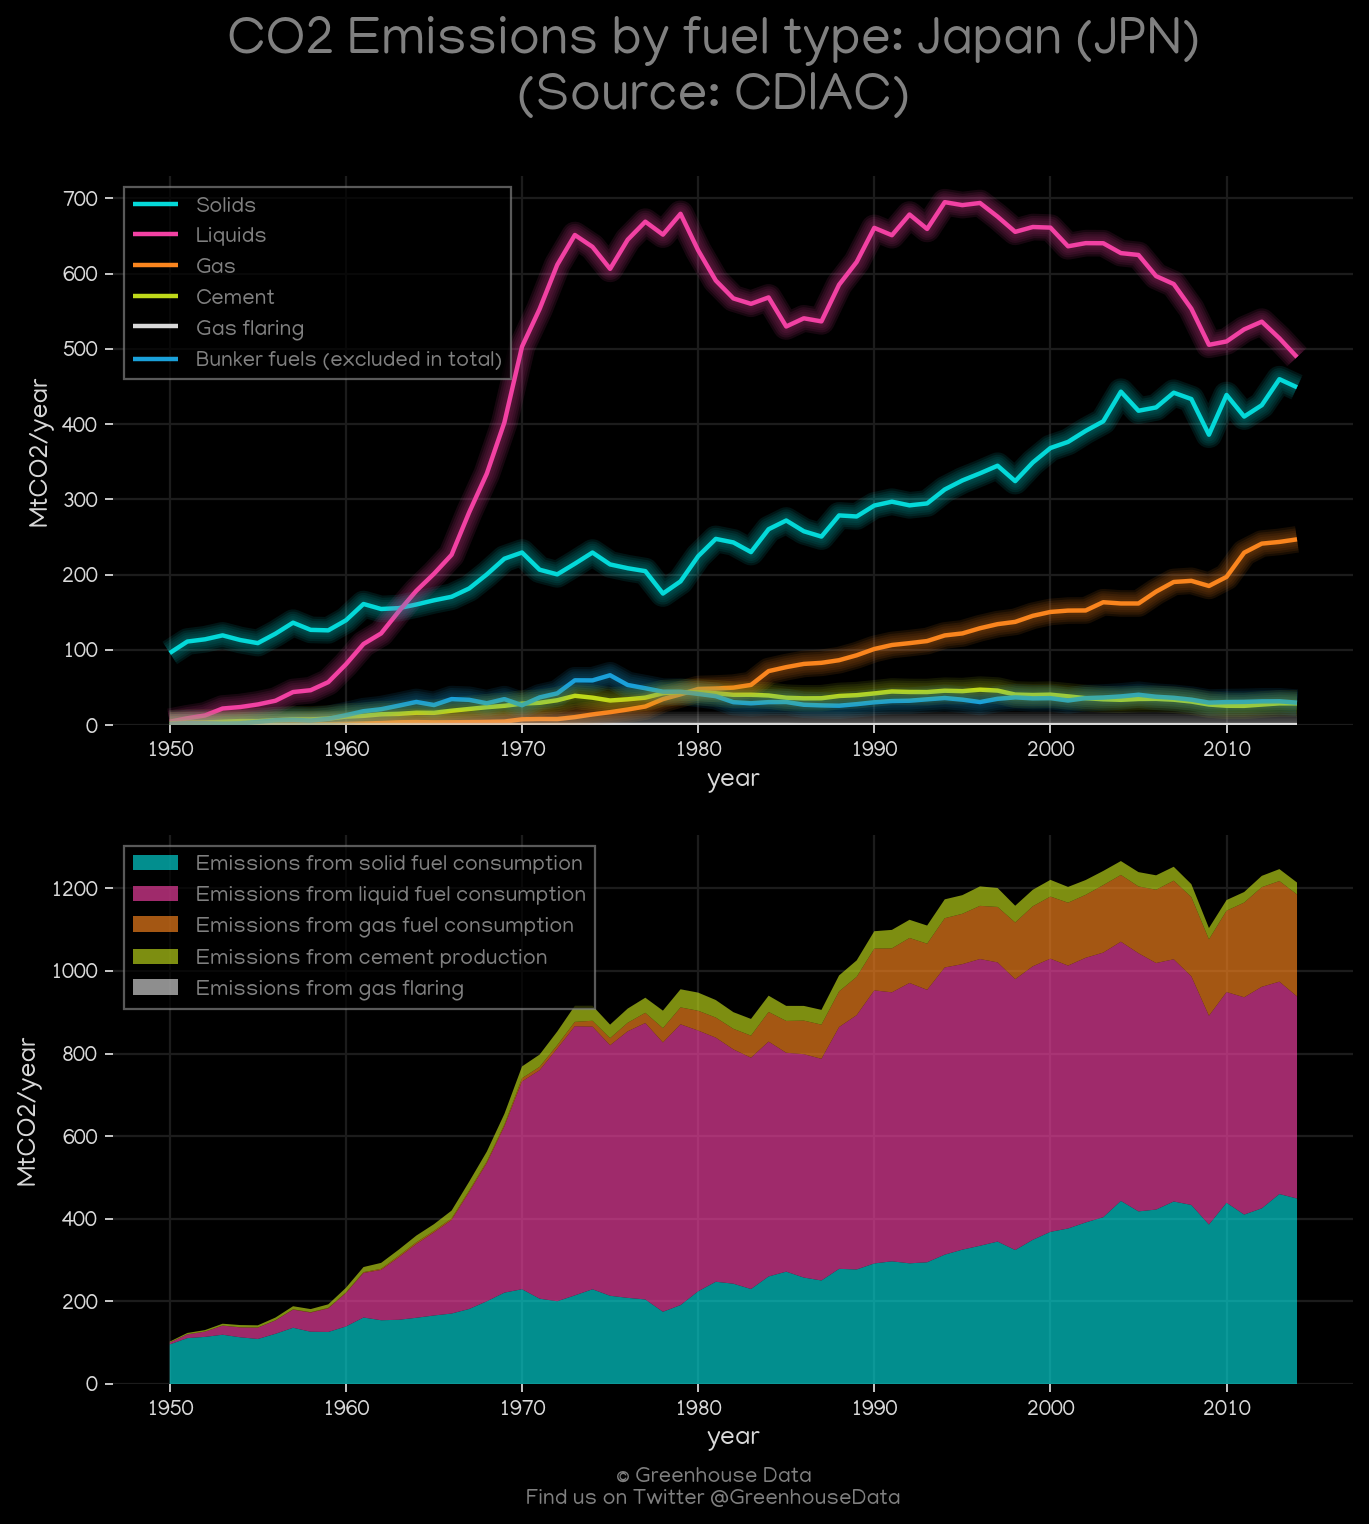 CO2 Emissions by fuel type: Japan (JPN)
(Source: CDIAC)
700
600
500
400
300
200
100
0
MtCO2/year
Solids
Liquids
Gas
Cement
Gas flaring
Bunker fuels (excluded in total)
1950 1960 1970 1980 1990 2000 2010
year
1200
1000
800
600
400
200
0
MtCO2/year
Emissions from solid fuel consumption
Emissions from liquid fuel consumption
Emissions from gas fuel consumption
Emissions from cement production
Emissions from gas flaring
1950 1960 1970 1980 1990 2000 2010
year
© Greenhouse Data
Find us on Twitter @GreenhouseData